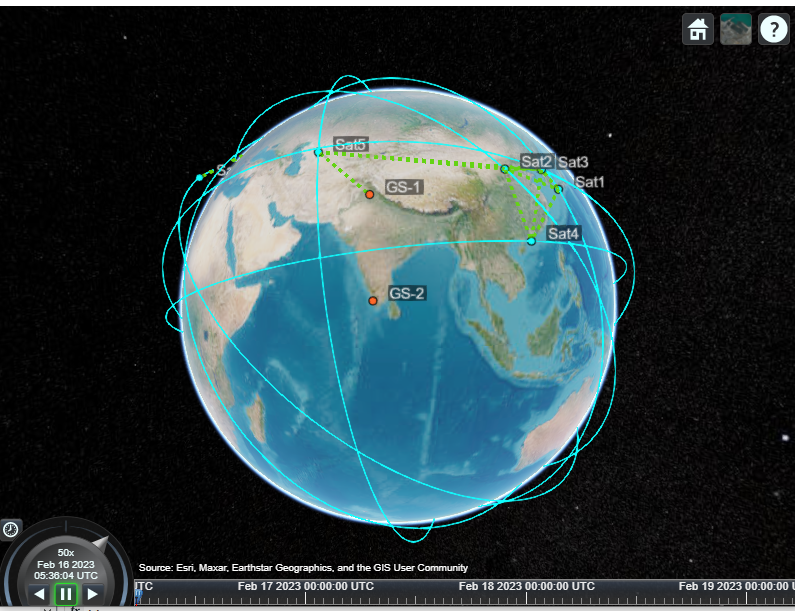 ?
Sat5
Sat2
Sat3
S
Sat1
GS-1
Sat4
GS-2
50x
Feb 16 2023
05:36:04 UTC
Source: Esri, Maxar, Earthstar Geographics, and the GIS User Community
TC
Feb 17 2023 00:00:00 UTC
Feb 18 2023 00:00:00 UTC
Feb 19 2023 00:00:00 U